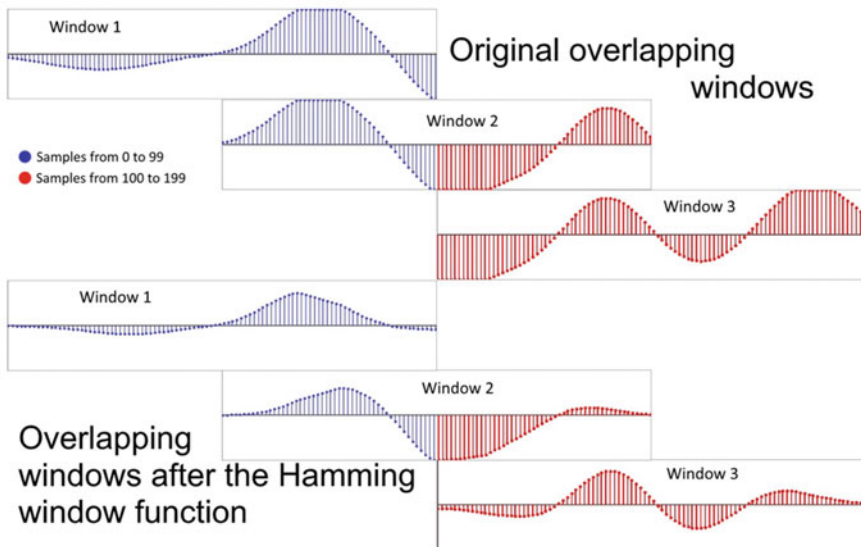 Window 1
Original overlapping
windows
Window 2
Samples from 0 to 99
Samples from 100 to 199
Window 3
Window 1
Window 2
Overlapping
windows after the Hamming
window function
Window 3